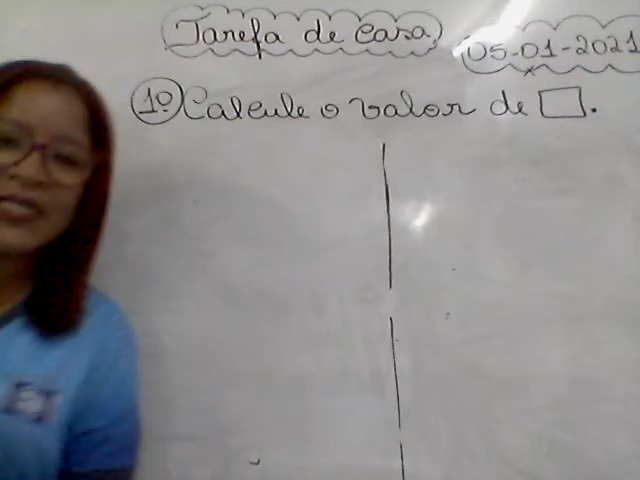 Tarefa de casa
05-01-2021
1º Calcule o valor de □.